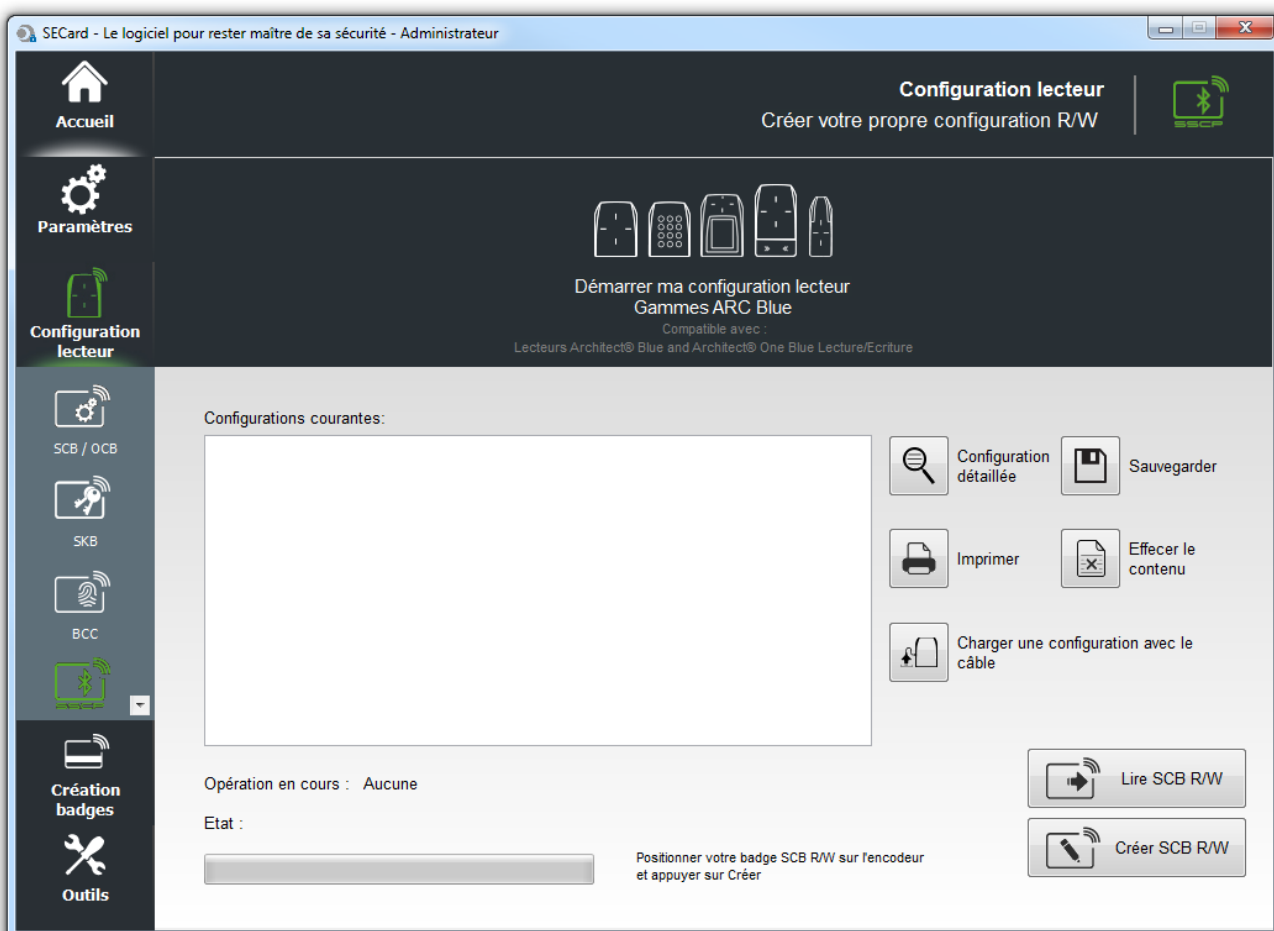 SECard - Le logiciel pour rester maître de sa sécurité - Administrateur
Accueil
Configuration lecteur
Créer votre propre configuration R/W
SSCP
Paramètres
Démarrer ma configuration lecteur
Gammes ARC Blue
Compatible avec :
Lecteurs Architect® Blue and Architect® One Blue Lecture/Ecriture
Configuration
lecteur
SCB / OCB
SKB
BCC
SSCP
Création
badges
Outils
Configurations courantes:
Configuration
détaillée
Sauvegarder
Imprimer
Effecer le
contenu
Charger une configuration avec le
câble
Opération en cours : Aucune
Etat :
Positionner votre badge SCB R/W sur l'encodeur
et appuyer sur Créer
Lire SCB R/W
Créer SCB R/W